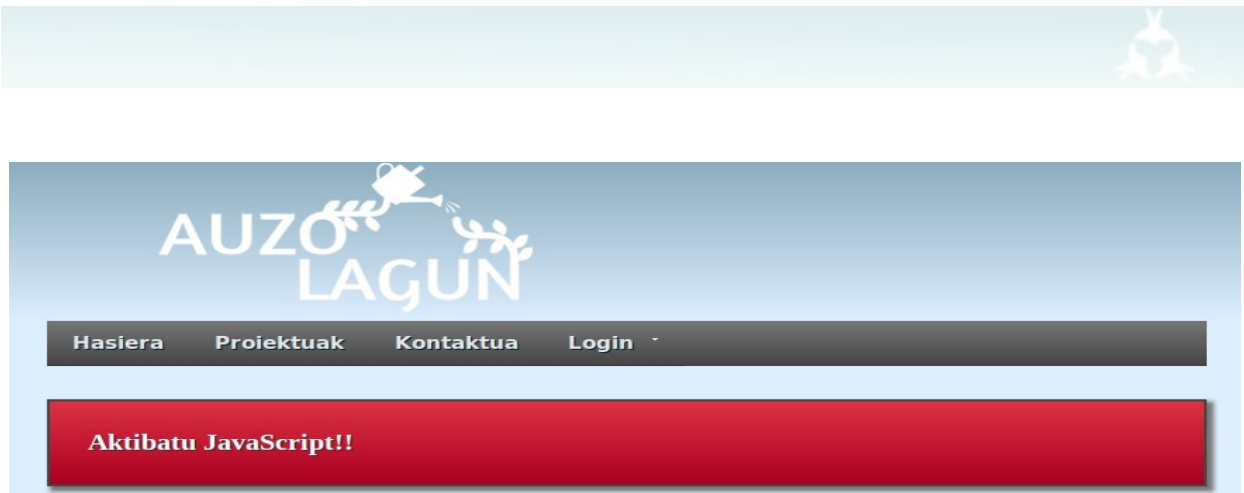 AUZO
LAGUN
Hasiera Proiektuak Kontaktua Login
Aktibatu JavaScript!!